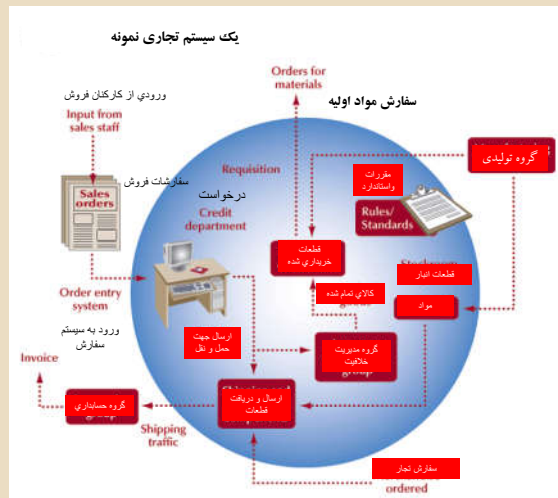 یک سیستم تجاری نمونه
ورودي از کارکنان فروش
Input from
sales staff
Orders for
materials
سفارش مواد اولیه
گروه تولیدی
سفارشات فروش
Sales
orders
Requisition
درخواست
Credit
department
مقررات
واستاندارد
Rules/
Standards
قطعات
خریداري شده
قطعات انبار
Order entry
system
کالاي تمام شده
مواد
ورود به سیستم
سفارش
ارسال جهت
حمل و نقل
گروه مدیریت
خلاقیت
Invoice
ارسال و دریافت
قطعات
گروه حسابداري
Shipping
traffic
سفارش تجار
ordered